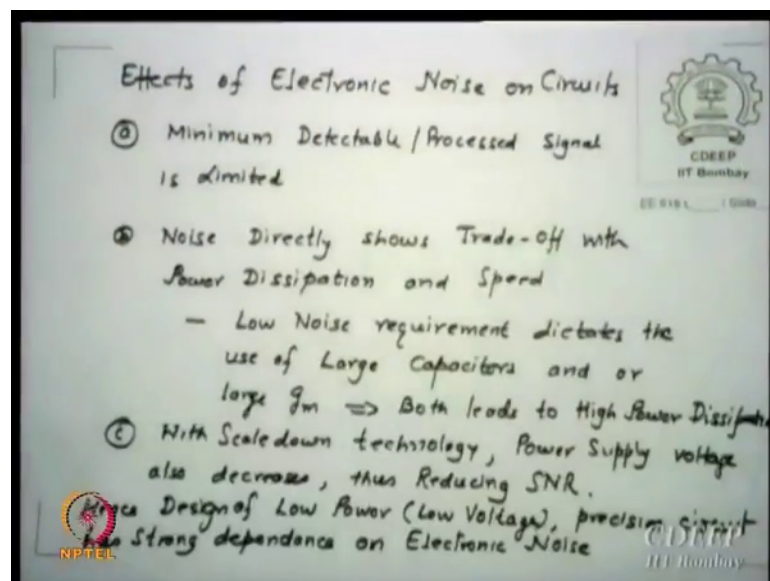 Effects of Electronic Noise on Circuits
ⓐ Minimum Detectable / Processed Signal
is Limited
CDEEP
IIT Bombay
ⓑ Noise Directly shows Trade-off with
Power Dissipation and Speed
- Low Noise requirement dictates the
use of Large Capacitors and or
large gm => Both leads to High Power
ⓒ With Scaledown technology, Power Supply voltage
also decreases, thus Reducing SNR.
Hence Design of Low Power (Low Voltage), precision circuit
has Strong dependance on Electronic Noise
NPTEL
CDEEP
IIT Bombay